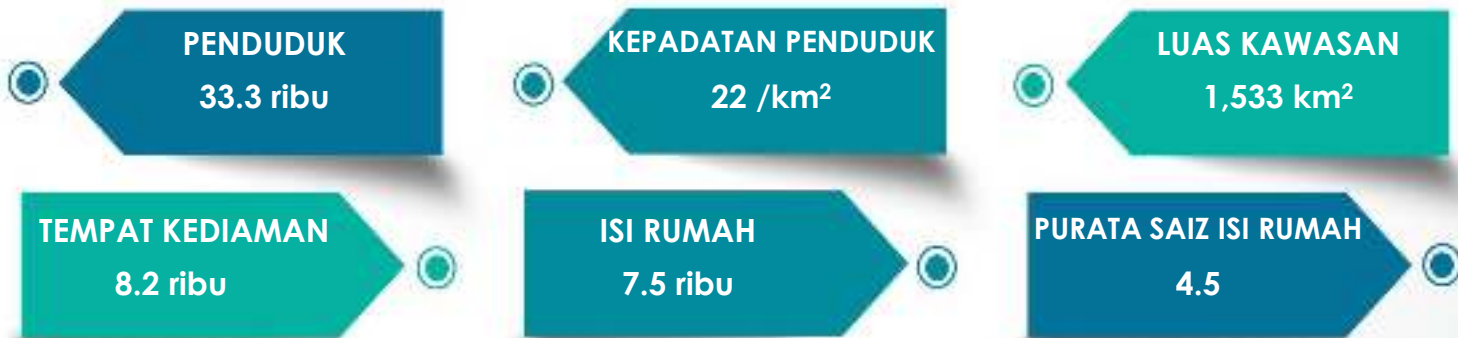 PENDUDUK
33.3 ribu
KEPADATAN PENDUDUK
22 /km²
LUAS KAWASAN
1,533 km²
TEMPAT KEDIAMAN
8.2 ribu
ISI RUMAH
7.5 ribu
PURATA SAIZ ISI RUMAH
4.5